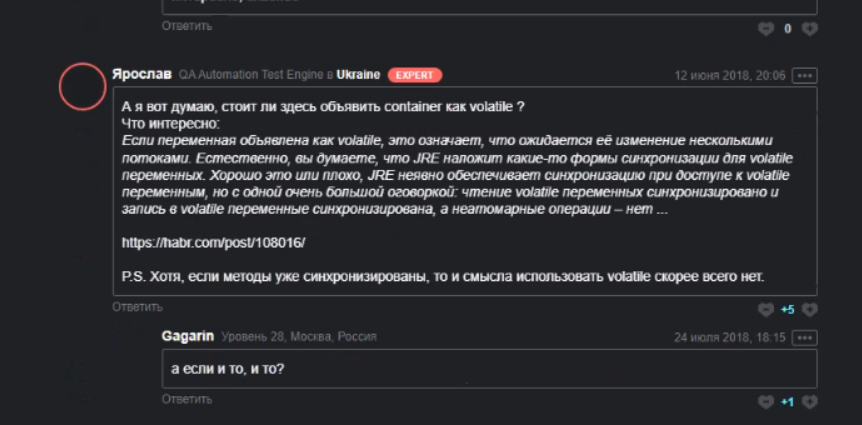 Ответить
0
Ярослав QA Automation Test Engine в Ukraine EXPERT
12 июня 2018, 20:06
А я вот думаю, стоит ли здесь объявить container как volatile ?
Что интересно:
Если переменная объявлена как volatile, это означает, что ожидается её изменение несколькими
потоками. Естественно, вы думаете, что JRE наложит какие-то формы синхронизации для volatile
переменных. Хорошо это или плохо, JRE неявно обеспечивает синхронизацию при доступе к volatile
переменным, но с одной очень большой оговоркой: чтение volatile переменных синхронизировано и
запись в volatile переменные синхронизирована, а неатомарные операции – нет ...
https://habr.com/post/108016/
P.S. Хотя, если методы уже синхронизированы, то и смысла использовать volatile скорее всего нет.
Ответить
+5
Gagarin Уровень 28, Москва, Россия
24 июля 2018, 18:15
а если и то, и то?
Ответить
+1